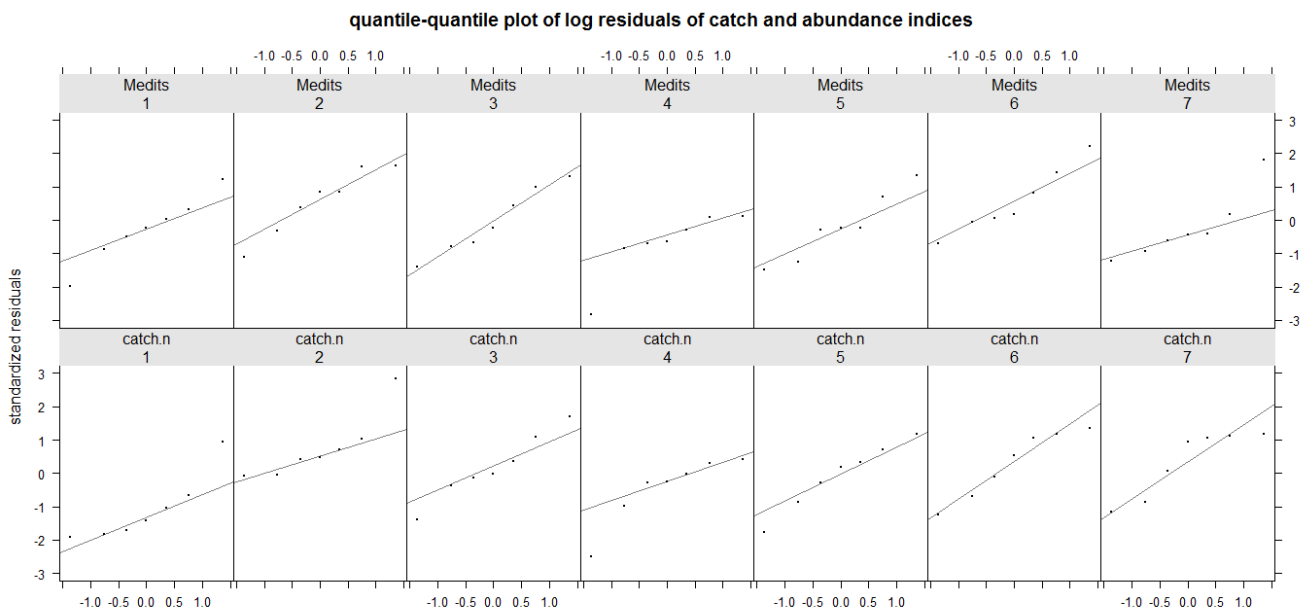 quantile-quantile plot of log residuals of catch and abundance indices
-1.0 -0.5 0.0 0.5 1.0 -1.0 -0.5 0.0 0.5 1.0 -1.0 -0.5 0.0 0.5 1.0
Medits Medits Medits Medits Medits Medits Medits
1 2 3 4 5 6 7
3
2
1
0
-1
-2
-3
standardized residuals
catch.n catch.n catch.n catch.n catch.n catch.n catch.n
1 2 3 4 5 6 7
3
2
1
0
-1
-2
-3
-1.0 -0.5 0.0 0.5 1.0 -1.0 -0.5 0.0 0.5 1.0 -1.0 -0.5 0.0 0.5 1.0 -1.0 -0.5 0.0 0.5 1.0